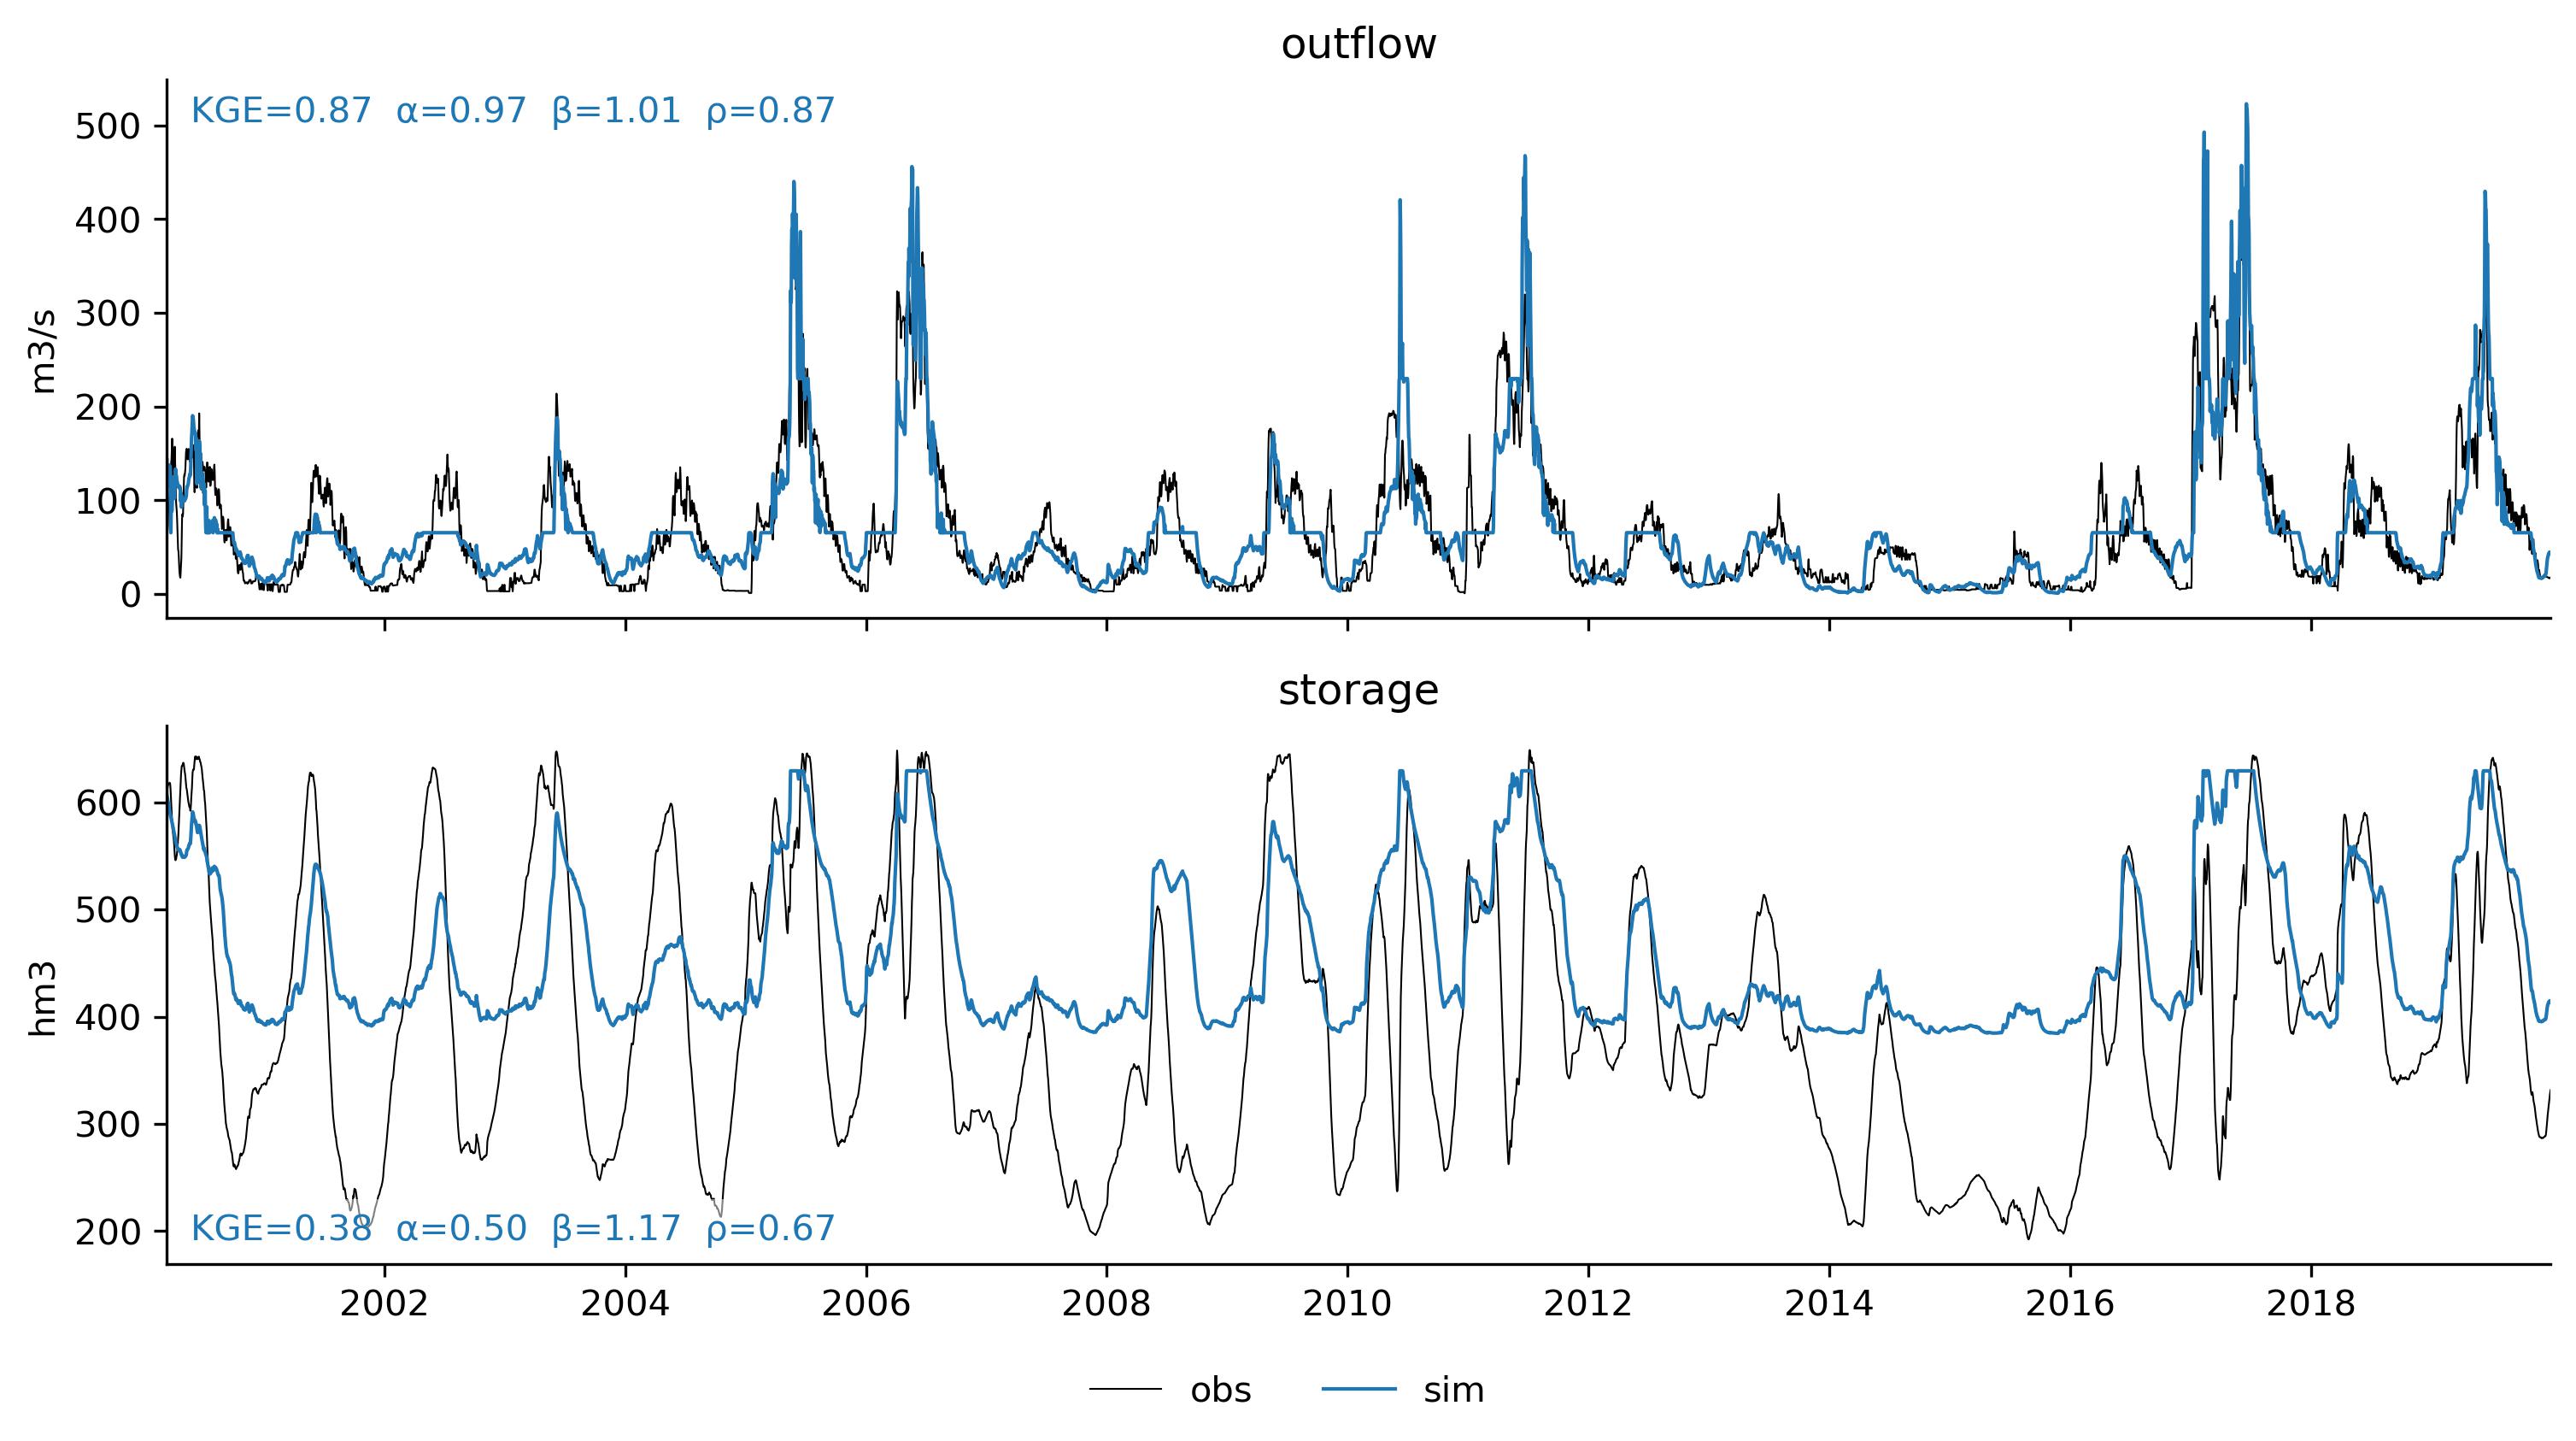 outflow
KGE=0.87 α=0.97 β=1.01 ρ=0.87
500
400
300
200
100
0
m3/s
storage
600
500
400
300
200
hm3
KGE=0.38 α=0.50 β=1.17 ρ=0.67
2002 2004 2006 2008 2010 2012 2014 2016 2018
obs sim